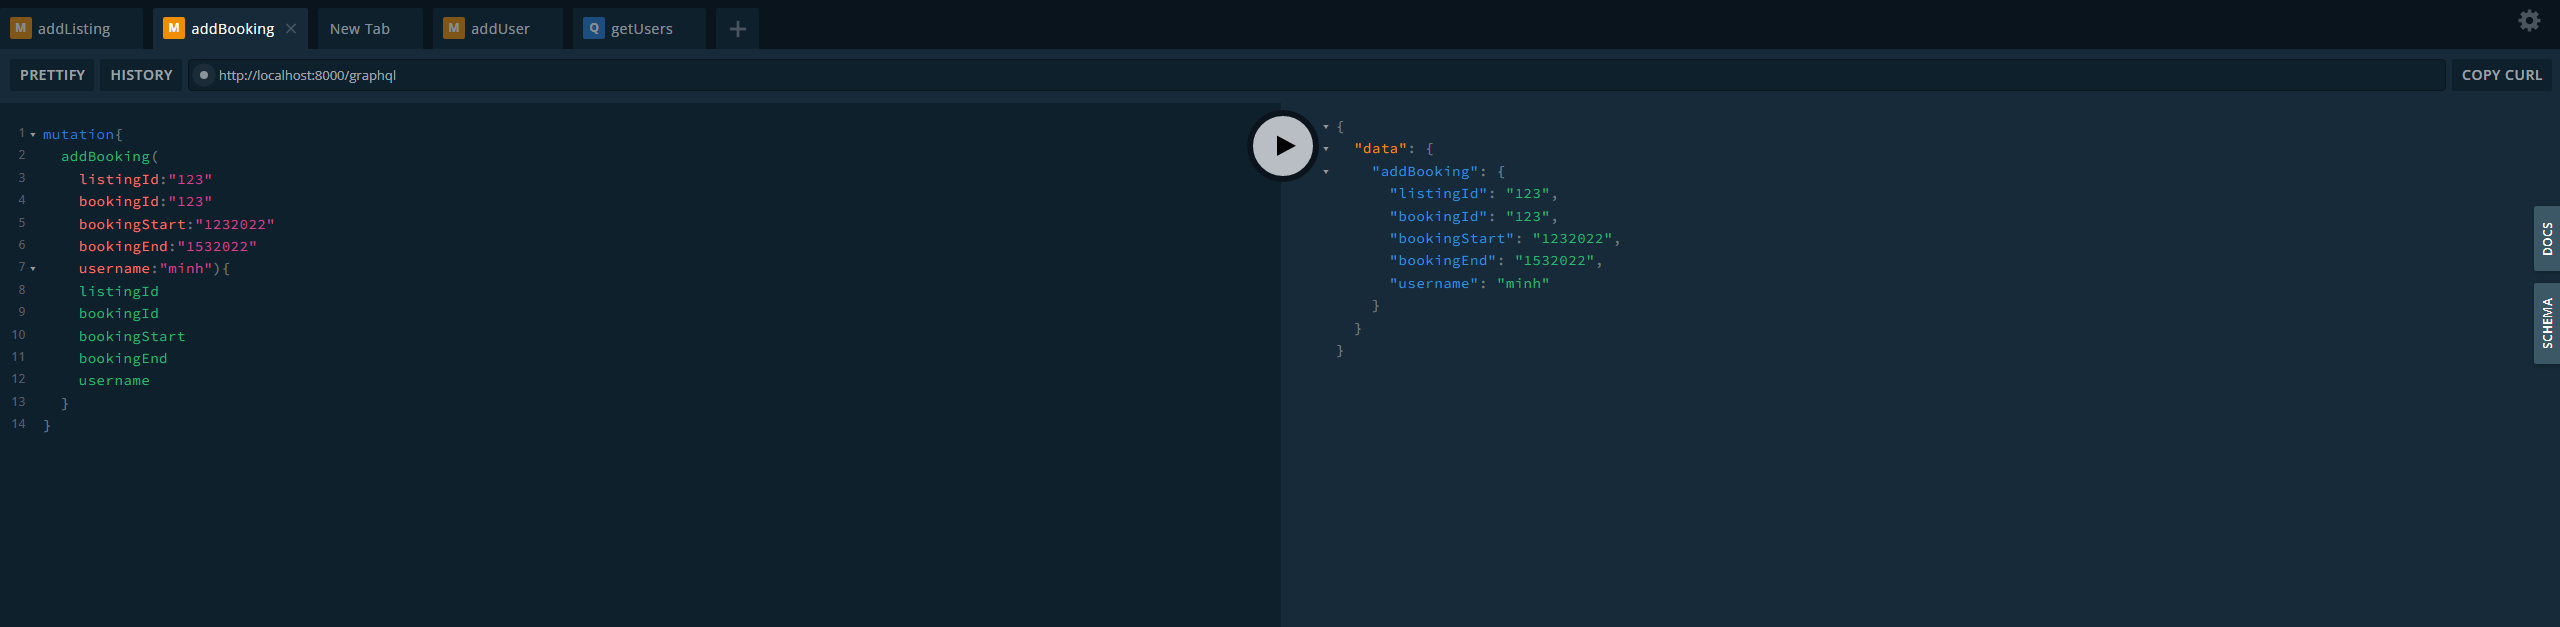 M addListing M addBooking × New Tab M addUser Q getUsers +
PRETTIFY HISTORY http://localhost:8000/graphql COPY CURL
1 mutation{
2 addBooking(
3 listingId:"123"
4 bookingId:"123"
5 bookingStart:"1232022"
6 bookingEnd:"1532022"
7 username:"minh"){
8 listingId
9 bookingId
10 bookingStart
11 bookingEnd
12 username
13 }
14 }
{
"data": {
"addBooking": {
"listingId": "123",
"bookingId": "123",
"bookingStart": "1232022",
"bookingEnd": "1532022",
"username": "minh"
}
}
}
DOCS
SCHEMA